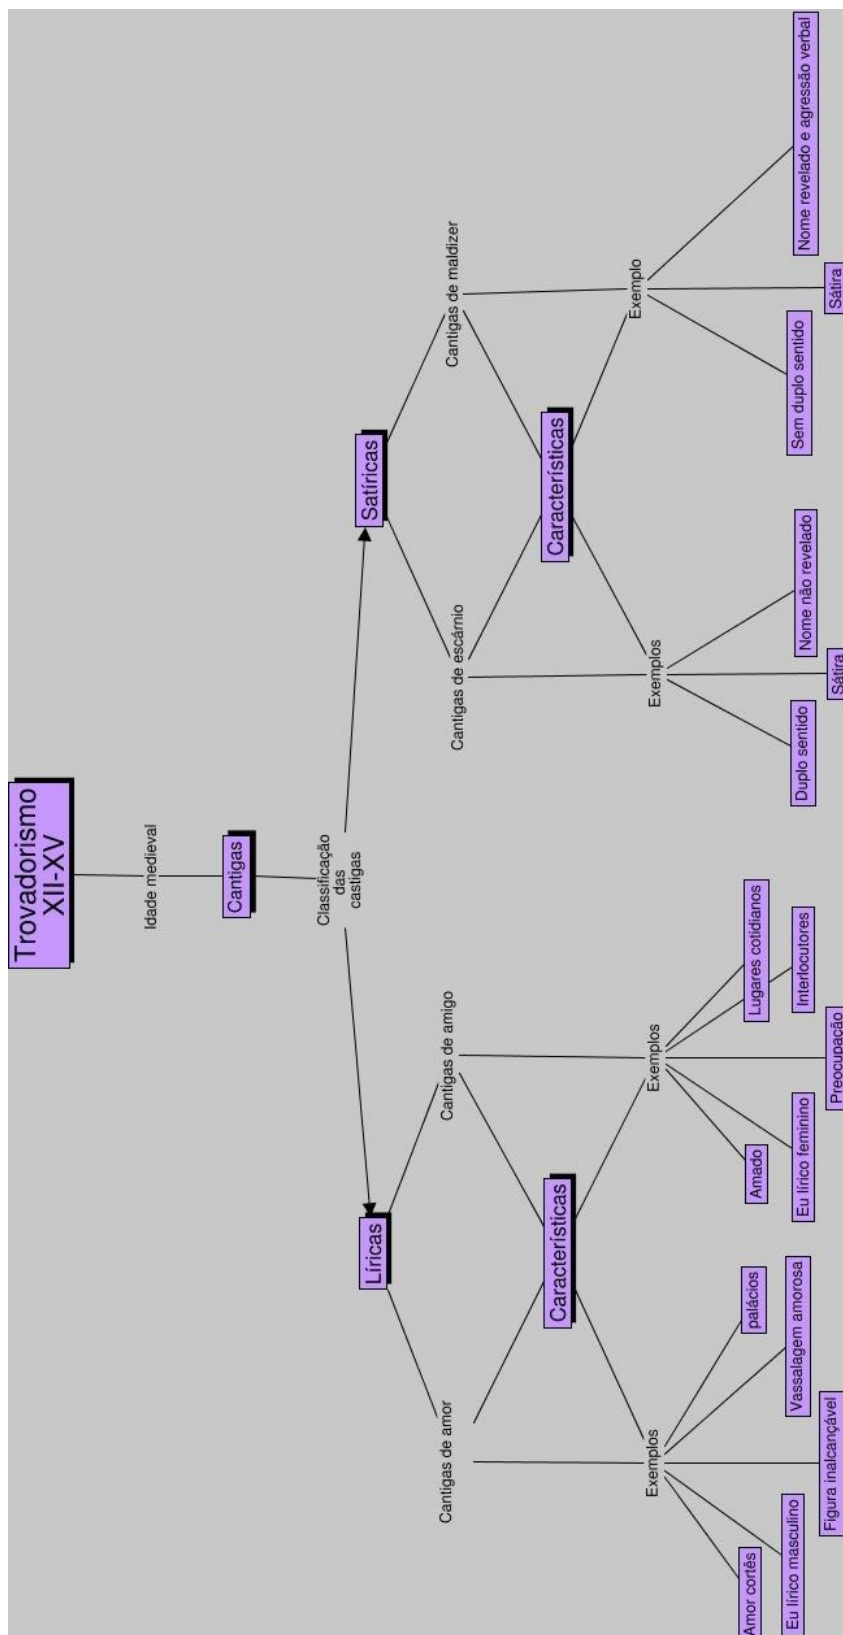 Trovadorismo
XII-XV
Idade medieval
Cantigas
Classificação
das
castigas
Líricas
Satíricas
Cantigas de amor
Cantigas de amigo
Cantigas de escárnio
Cantigas de maldizer
Características
Características
Exemplos
Exemplos
Exemplos
Exemplo
Amor cortês
Eu lírico masculino
Figura inalcançável
Vassalagem amorosa
palácios
Amado
Eu lírico feminino
Preocupação
Interlocutores
Lugares cotidianos
Duplo sentido
Sátira
Nome não revelado
Sem duplo sentido
Sátira
Nome revelado e agressão verbal